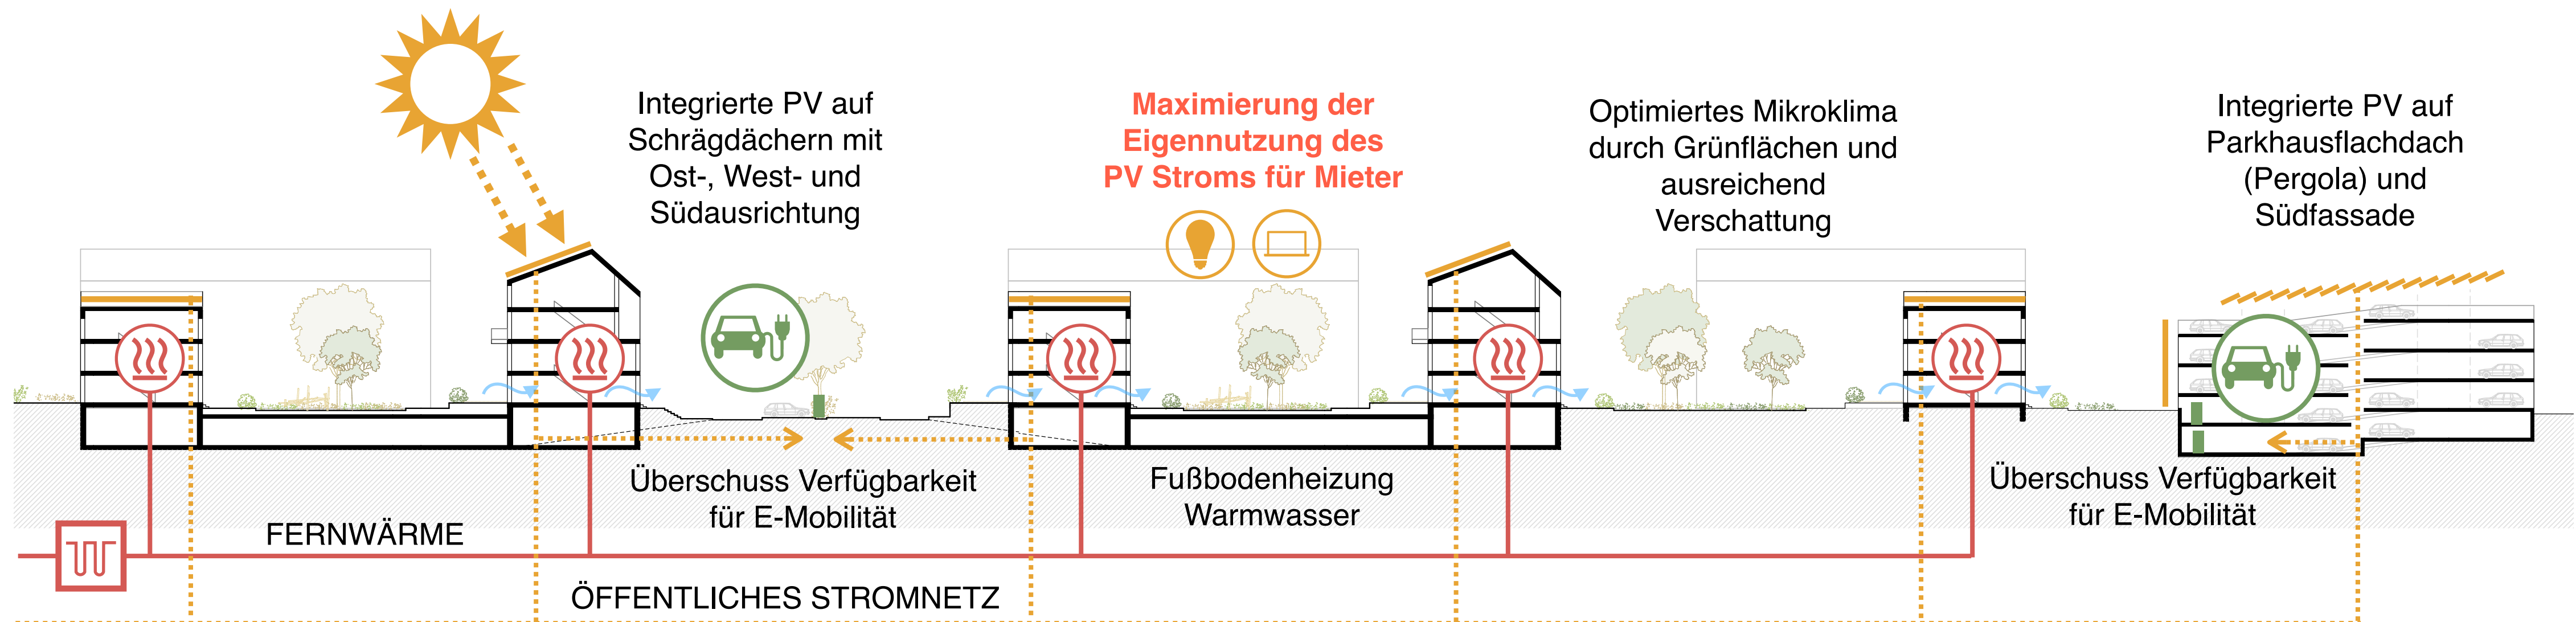 Integrierte PV auf
Schrägdächern mit
Ost-, West- und
Südausrichtung
Maximierung der
Eigennutzung des
PV Stroms für Mieter
Optimiertes Mikroklima
durch Grünflächen und
ausreichend
Verschattung
Integrierte PV auf
Parkhausflachdach
(Pergola) und
Südfassade
Überschuss Verfügbarkeit
für E-Mobilität
Fußbodenheizung
Warmwasser
Überschuss Verfügbarkeit
für E-Mobilität
FERNWÄRME
ÖFFENTLICHES STROMNETZ